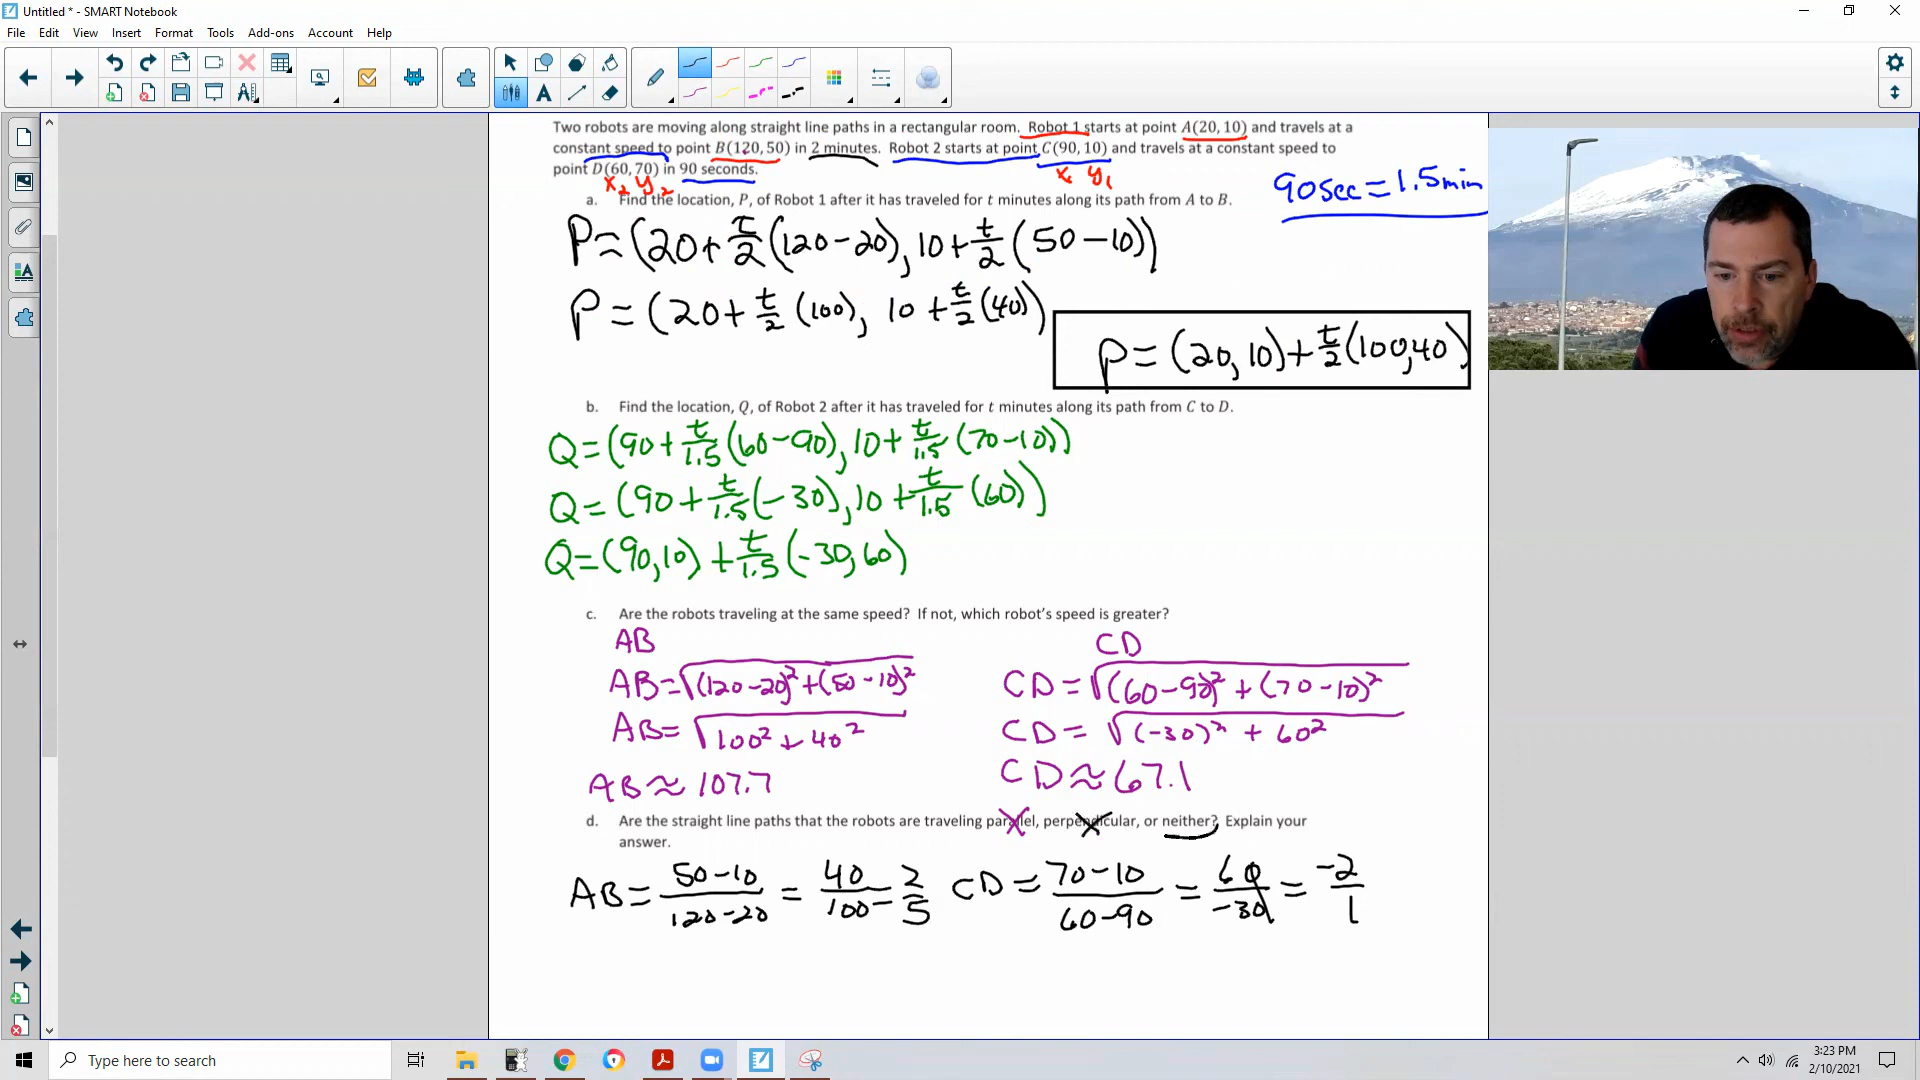 Untitled * - SMART Notebook
File Edit View Insert Format Tools Add-ons Account Help
Two robots are moving along straight line paths in a rectangular room. Robot 1 starts at point A(20, 10) and travels at a
constant speed to point B(120, 50) in 2 minutes. Robot 2 starts at point C(90, 10) and travels at a constant speed to
point D(60, 70) in 90 seconds.
x₂ y₂ x₁ y₁
90 sec = 1.5 min
a. Find the location, P, of Robot 1 after it has traveled for t minutes along its path from A to B.
P = (20 + t/2 (120 - 20), 10 + t/2 (50 - 10))
P = (20 + t/2 (100), 10 + t/2 (40))
P = (20, 10) + t/2 (100, 40)
b. Find the location, Q, of Robot 2 after it has traveled for t minutes along its path from C to D.
Q = (90 + t/1.5 (60 - 90), 10 + t/1.5 (70 - 10))
Q = (90 + t/1.5 (-30), 10 + t/1.5 (60))
Q = (90, 10) + t/1.5 (-30, 60)
c. Are the robots traveling at the same speed? If not, which robot's speed is greater?
AB CD
AB = √(120 - 20)² + (50 - 10)² CD = √(60 - 90)² + (70 - 10)²
AB = √100² + 40² CD = √(-30)² + 60²
AB ≈ 107.7 CD ≈ 67.1
d. Are the straight line paths that the robots are traveling parallel, perpendicular, or neither? Explain your
answer.
AB = 50-10/120-20 = 40/100 = 2/5 CD = 70-10/60-90 = 60/-30 = -2/1
Type here to search
3:23 PM
2/10/2021